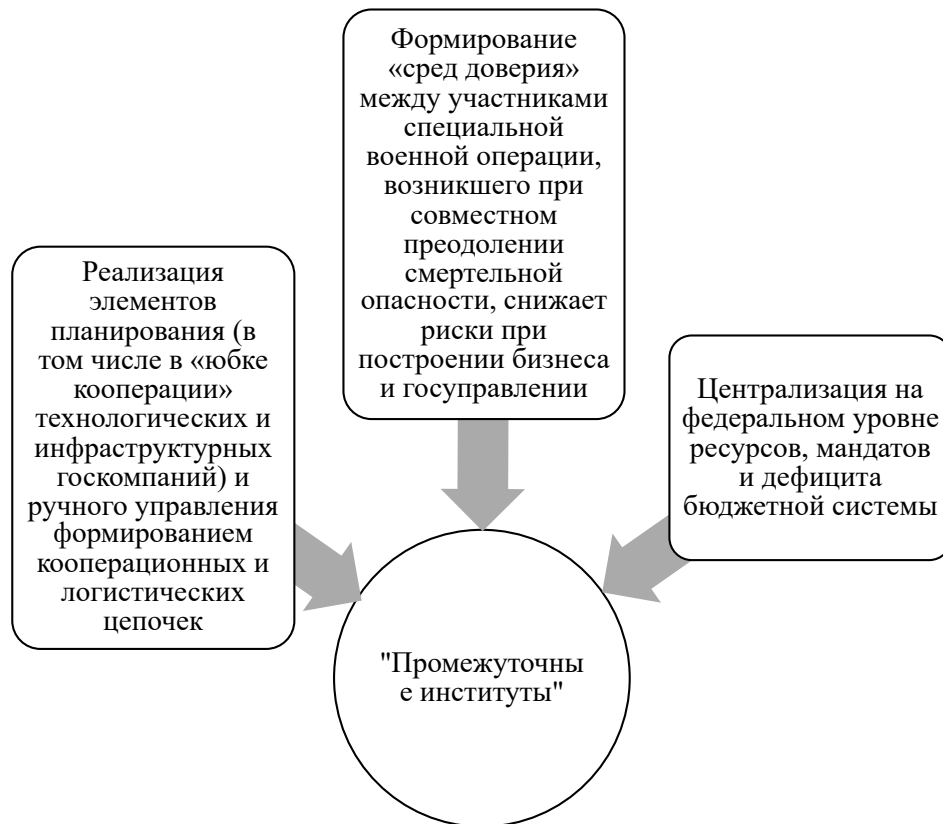 Реализация
элементов
планирования (в
том числе в «юбке
кооперации»
технологических и
инфраструктурных
госкомпаний) и
ручного управления
формированием
кооперационных и
логистических
цепочек
Формирование
«сред доверия»
между участниками
специальной
военной операции,
возникшего при
совместном
преодолении
смертельной
опасности, снижает
риски при
построении бизнеса
и госуправлении
Централизация на
федеральном уровне
ресурсов, мандатов
и дефицита
бюджетной системы
"Промежуточны
е институты"